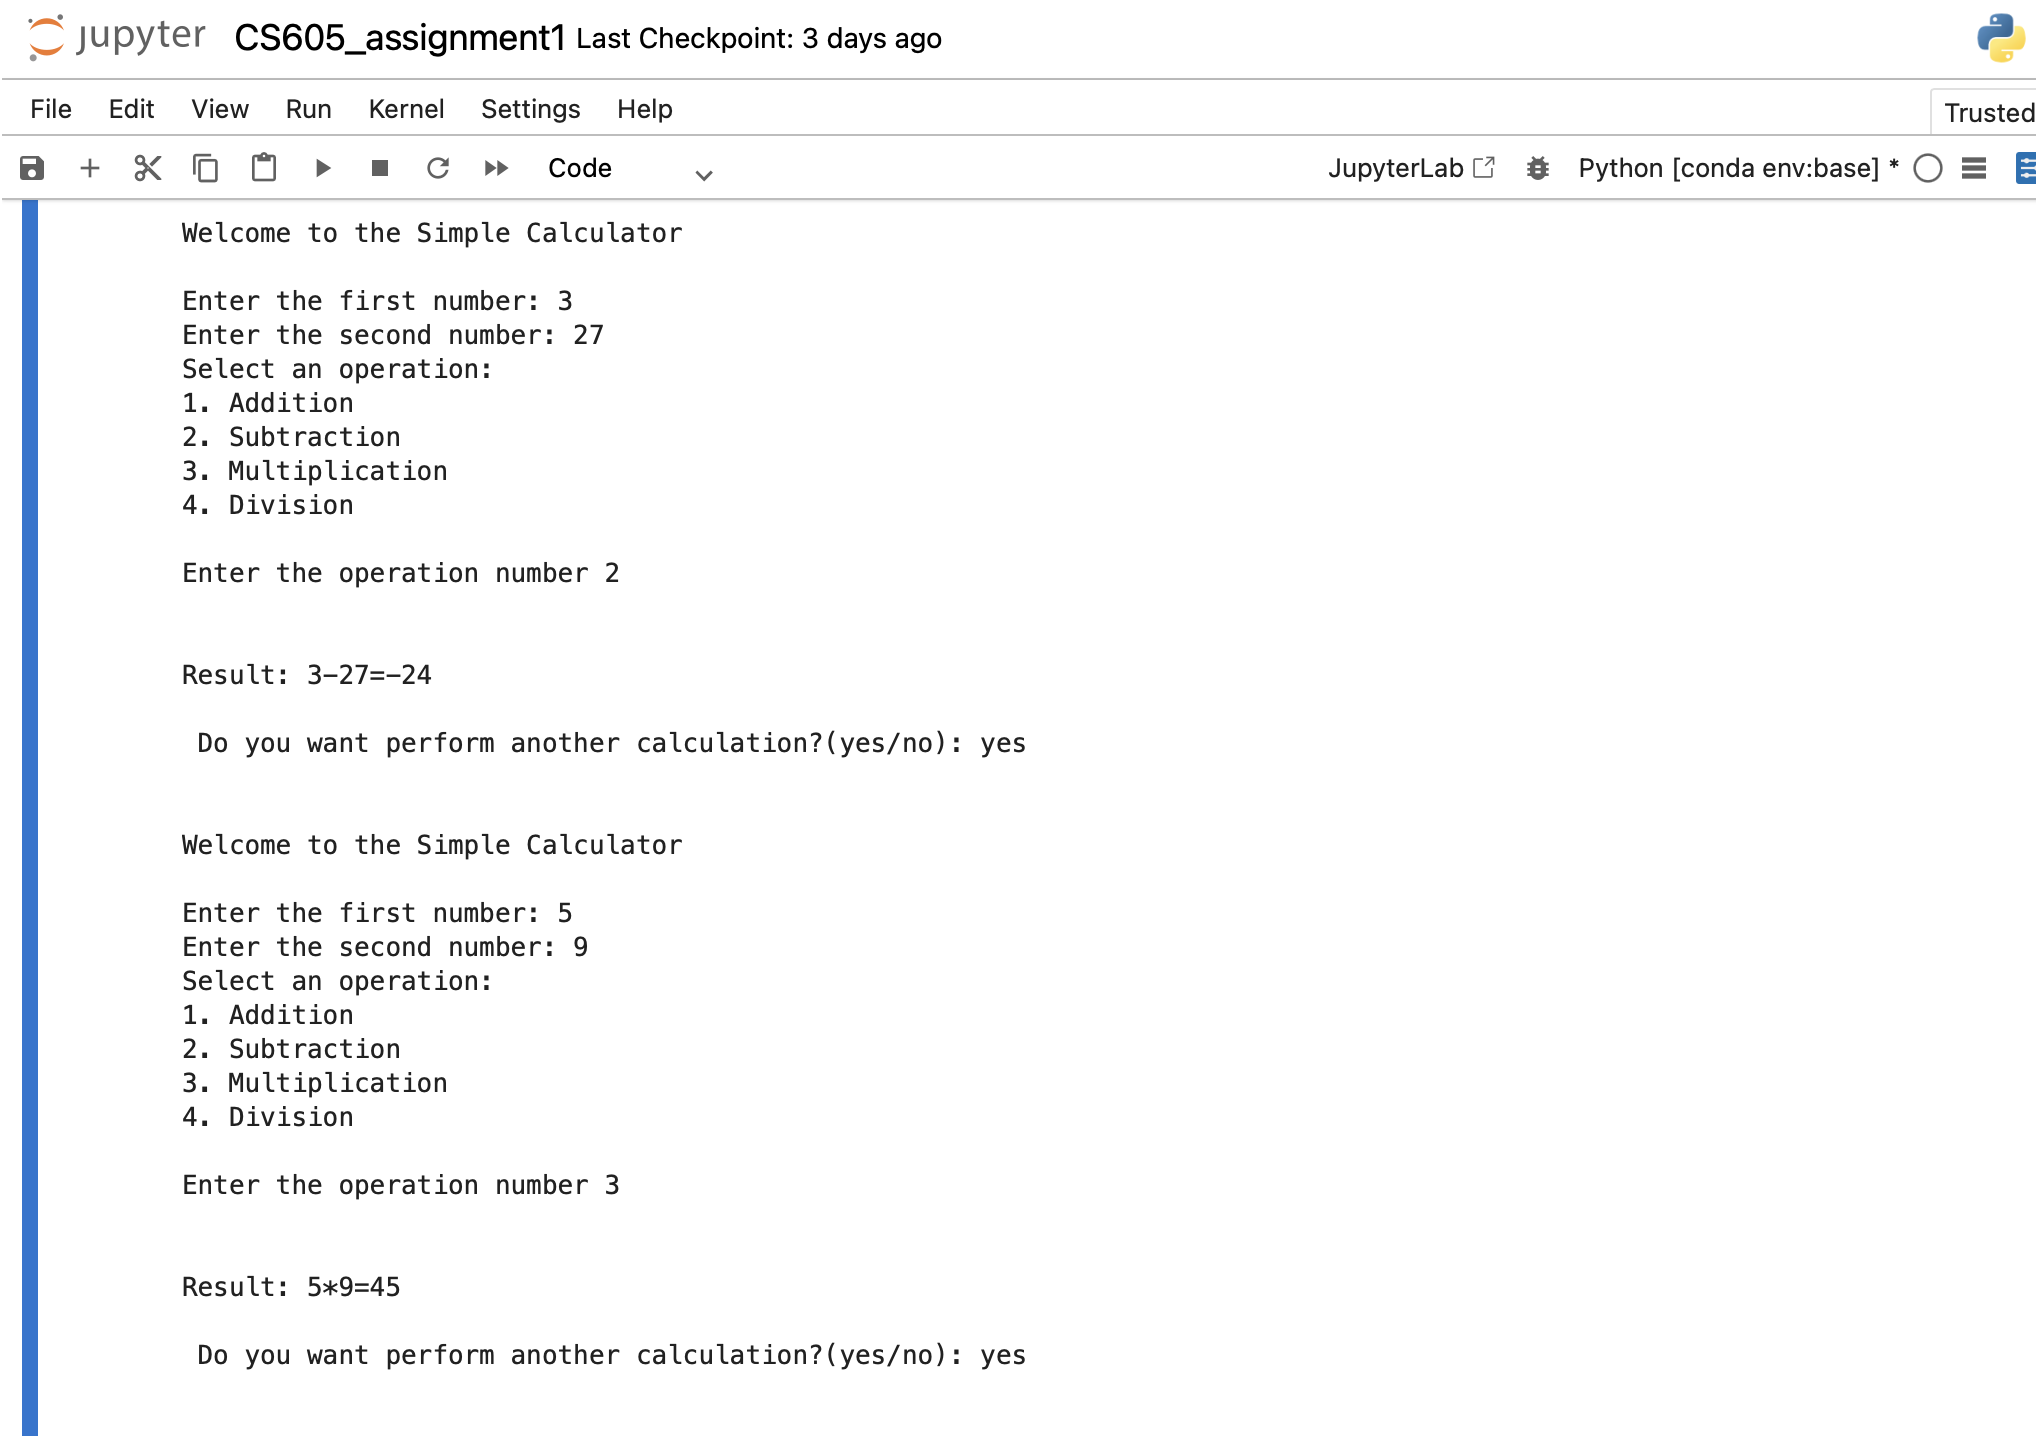 jupyter CS605_assignment1 Last Checkpoint: 3 days ago
File Edit View Run Kernel Settings Help Trusted
Code JupyterLab Python [conda env:base] *
Welcome to the Simple Calculator
Enter the first number: 3
Enter the second number: 27
Select an operation:
1. Addition
2. Subtraction
3. Multiplication
4. Division
Enter the operation number 2
Result: 3-27=-24
Do you want perform another calculation?(yes/no): yes
Welcome to the Simple Calculator
Enter the first number: 5
Enter the second number: 9
Select an operation:
1. Addition
2. Subtraction
3. Multiplication
4. Division
Enter the operation number 3
Result: 5*9=45
Do you want perform another calculation?(yes/no): yes